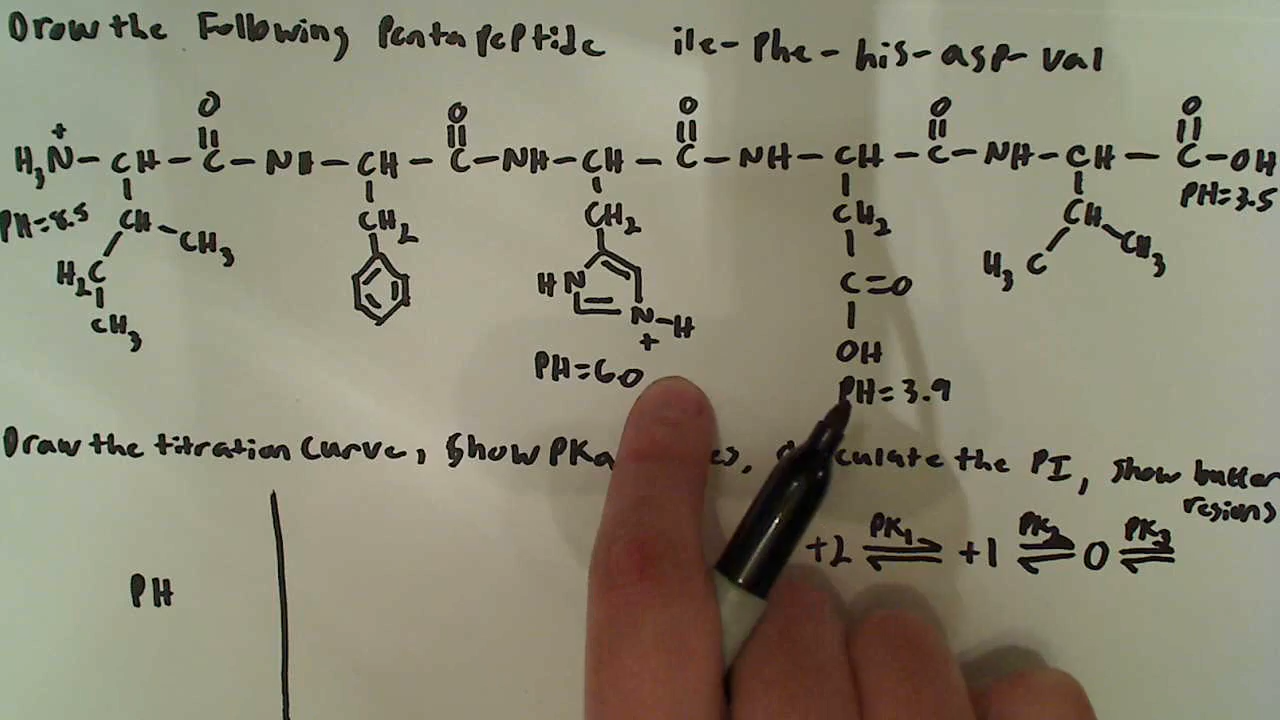 Draw the Following Pentapeptide ile-Phe-his-asp-val
O O O O O
+
H3N-CH-C-NH-CH-C-NH-CH-C-NH-CH-C-NH-CH-C-OH
PH=8.5 CH-CH3 CH2 CH2 CH2 CH PH=3.5
H2C H3C CH3
CH3
HN N-H
+
C=O
OH
PH=6.0 PH=3.9
Draw the titration curve, show PKa the PI, show buffer
regions
+2 PK1 +1 PK2 0 PK3
PH